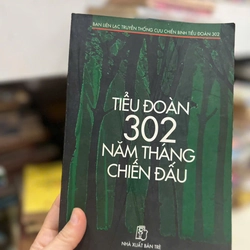 BAN LIÊN LẠC TRUYỀN THỐNG CỰU CHIẾN BINH TIỂU ĐOÀN 302
TIỂU ĐOÀN
302
NĂM THÁNG
CHIẾN ĐẤU
NHÀ XUẤT BẢN TRẺ